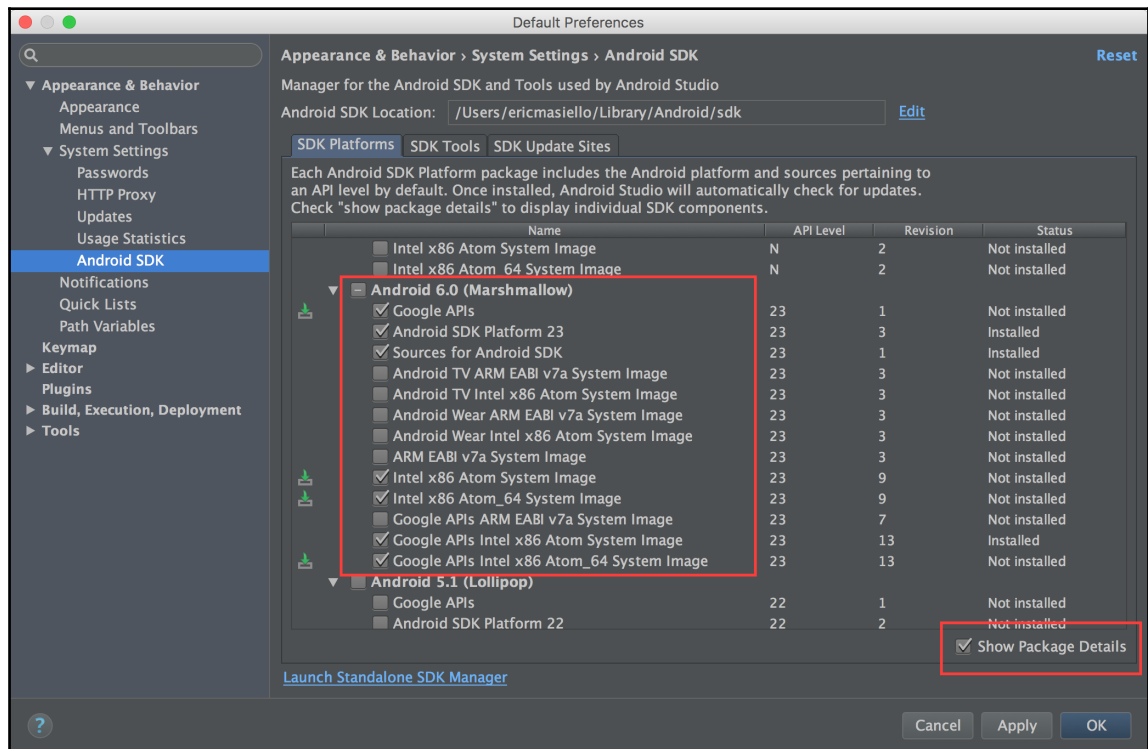 Default Preferences
Appearance & Behavior › System Settings › Android SDK
Reset
Appearance & Behavior
Appearance
Menus and Toolbars
System Settings
Passwords
HTTP Proxy
Updates
Usage Statistics
Android SDK
Notifications
Quick Lists
Path Variables
Keymap
Editor
Plugins
Build, Execution, Deployment
Tools
Manager for the Android SDK and Tools used by Android Studio
Android SDK Location: /Users/ericmasiello/Library/Android/sdk Edit
SDK Platforms SDK Tools SDK Update Sites
Each Android SDK Platform package includes the Android platform and sources pertaining to
an API level by default. Once installed, Android Studio will automatically check for updates.
Check "show package details" to display individual SDK components.
Name API Level Revision Status
Intel x86 Atom System Image N 2 Not installed
Intel x86 Atom_64 System Image N 2 Not installed
Android 6.0 (Marshmallow)
Google APIs 23 1 Not installed
Android SDK Platform 23 23 3 Installed
Sources for Android SDK 23 1 Installed
Android TV ARM EABI v7a System Image 23 3 Not installed
Android TV Intel x86 Atom System Image 23 3 Not installed
Android Wear ARM EABI v7a System Image 23 3 Not installed
Android Wear Intel x86 Atom System Image 23 3 Not installed
ARM EABI v7a System Image 23 3 Not installed
Intel x86 Atom System Image 23 9 Not installed
Intel x86 Atom_64 System Image 23 9 Not installed
Google APIs ARM EABI v7a System Image 23 7 Not installed
Google APIs Intel x86 Atom System Image 23 13 Installed
Google APIs Intel x86 Atom_64 System Image 23 13 Not installed
Android 5.1 (Lollipop)
Google APIs 22 1 Not installed
Android SDK Platform 22 22 2 Not installed
Show Package Details
Launch Standalone SDK Manager
? Cancel Apply OK